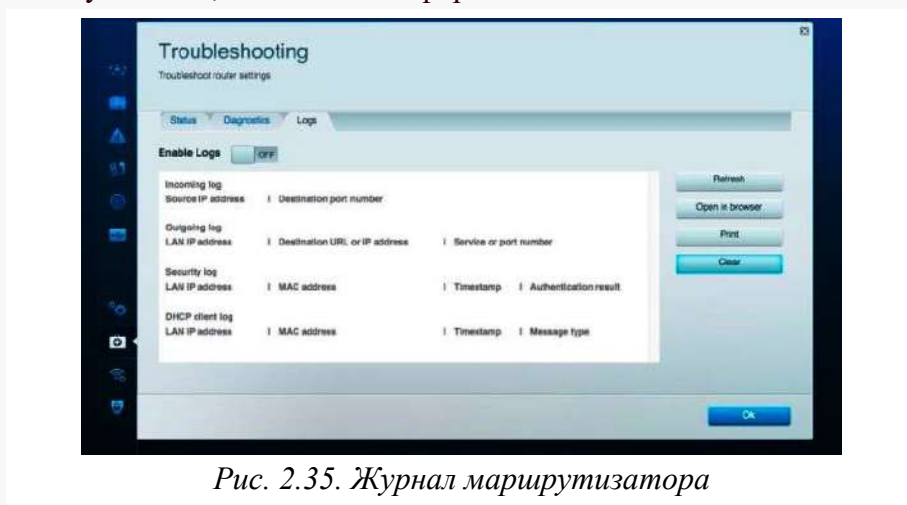 Troubleshooting
Troubleshoot router settings
Status Diagnostics Logs
Enable Logs OFF
Incoming log
Source IP address | Destination port number
Outgoing log
LAN IP address | Destination URL or IP address | Service or port number
Security log
LAN IP address | MAC address | Timestamp | Authentication result
DHCP client log
LAN IP address | MAC address | Timestamp | Message type
Refresh
Open in browser
Print
Clear
Ok
Рис. 2.35. Журнал маршрутизатора